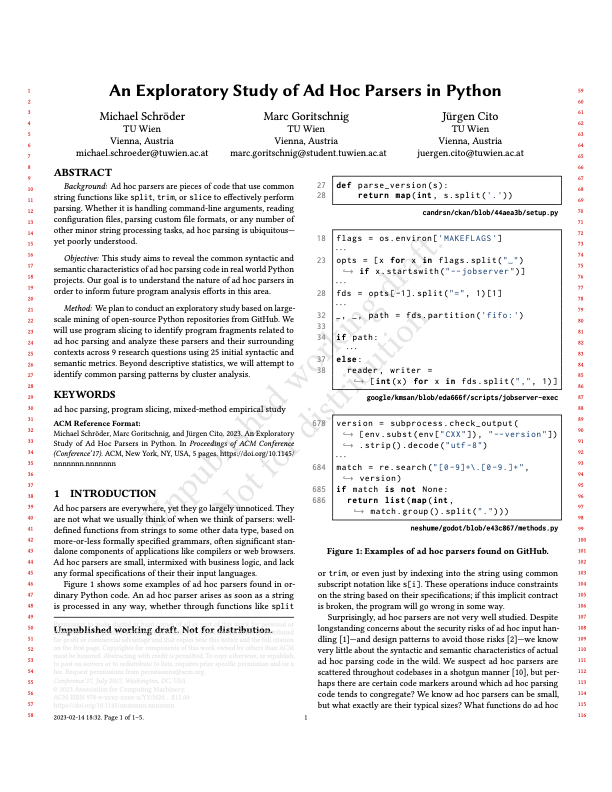 An Exploratory Study of Ad Hoc Parsers in Python
Michael Schröder
TU Wien
Vienna, Austria
michael.schroeder@tuwien.ac.at
Marc Goritschnig
TU Wien
Vienna, Austria
marc.goritschnig@student.tuwien.ac.at
Jürgen Cito
TU Wien
Vienna, Austria
juergen.cito@tuwien.ac.at
ABSTRACT
Background: Ad hoc parsers are pieces of code that use common
string functions like split, trim, or slice to effectively perform
parsing. Whether it is handling command-line arguments, reading
configuration files, parsing custom file formats, or any number of
other minor string processing tasks, ad hoc parsing is ubiquitous—
yet poorly understood.
Objective: This study aims to reveal the common syntactic and
semantic characteristics of ad hoc parsing code in real world Python
projects. Our goal is to understand the nature of ad hoc parsers in
order to inform future program analysis efforts in this area.
Method: We plan to conduct an exploratory study based on large-
scale mining of open-source Python repositories from GitHub. We
will use program slicing to identify program fragments related to
ad hoc parsing and analyze these parsers and their surrounding
contexts across 9 research questions using 25 initial syntactic and
semantic metrics. Beyond descriptive statistics, we will attempt to
identify common parsing patterns by cluster analysis.
KEYWORDS
ad hoc parsing, program slicing, mixed-method empirical study
ACM Reference Format:
Michael Schröder, Marc Goritschnig, and Jürgen Cito. 2023. An Exploratory
Study of Ad Hoc Parsers in Python. In Proceedings of ACM Conference
(Conference'17). ACM, New York, NY, USA, 5 pages. https://doi.org/10.1145/
nnnnnnn.nnnnnnn
1 INTRODUCTION
Ad hoc parsers are everywhere, yet they go largely unnoticed. They
are not what we usually think of when we think of parsers: well-
defined functions from strings to some other data type, based on
more-or-less formally specified grammars, often significant stan-
dalone components of applications like compilers or web browsers.
Ad hoc parsers are small, intermixed with business logic, and lack
any formal specifications of their their input languages.
Figure 1 shows some examples of ad hoc parsers found in or-
dinary Python code. An ad hoc parser arises as soon as a string
is processed in any way, whether through functions like split
Unpublished working draft. Not for distribution.
2023-02-14 18:32. Page 1 of 1–5.
1
27 def parse_version(s):
28 return map(int, s.split('.'))
candrsn/ckan/blob/44aea3b/setup.py
18 flags = os.environ['MAKEFLAGS']
...
23 opts = [x for x in flags.split("_")
↪ if x.startswith("--jobserver")]
...
28 fds = opts[-1].split("=", 1)[1]
...
32 _, _, path = fds.partition('fifo:')
33
34 if path:
...
37 else:
38 reader, writer =
↪ [int(x) for x in fds.split(",", 1)]
google/kmsan/blob/eda666f/scripts/jobserver-exec
678 version = subprocess.check_output(
↪ [env.subst(env["CXX"]), "--version"])
↪ .strip().decode("utf-8")
...
684 match = re.search("[0-9]+\.[0-9.]+",
↪ version)
685 if match is not None:
686 return list(map(int,
↪ match.group().split(".")))
neshume/godot/blob/e43c867/methods.py
Figure 1: Examples of ad hoc parsers found on GitHub.
or trim, or even just by indexing into the string using common
subscript notation like s[i]. These operations induce constraints
on the string based on their specifications; if this implicit contract
is broken, the program will go wrong in some way.
Surprisingly, ad hoc parsers are not very well studied. Despite
longstanding concerns about the security risks of ad hoc input han-
dling [1]—and design patterns to avoid those risks [2]—we know
very little about the syntactic and semantic characteristics of actual
ad hoc parsing code in the wild. We suspect ad hoc parsers are
scattered throughout codebases in a shotgun manner [10], but per-
haps there are certain code markers around which ad hoc parsing
code tends to congregate? We know ad hoc parsers can be small,
but what exactly are their typical sizes? What functions do ad hoc
Unpublished working draft.
Not for distribution.